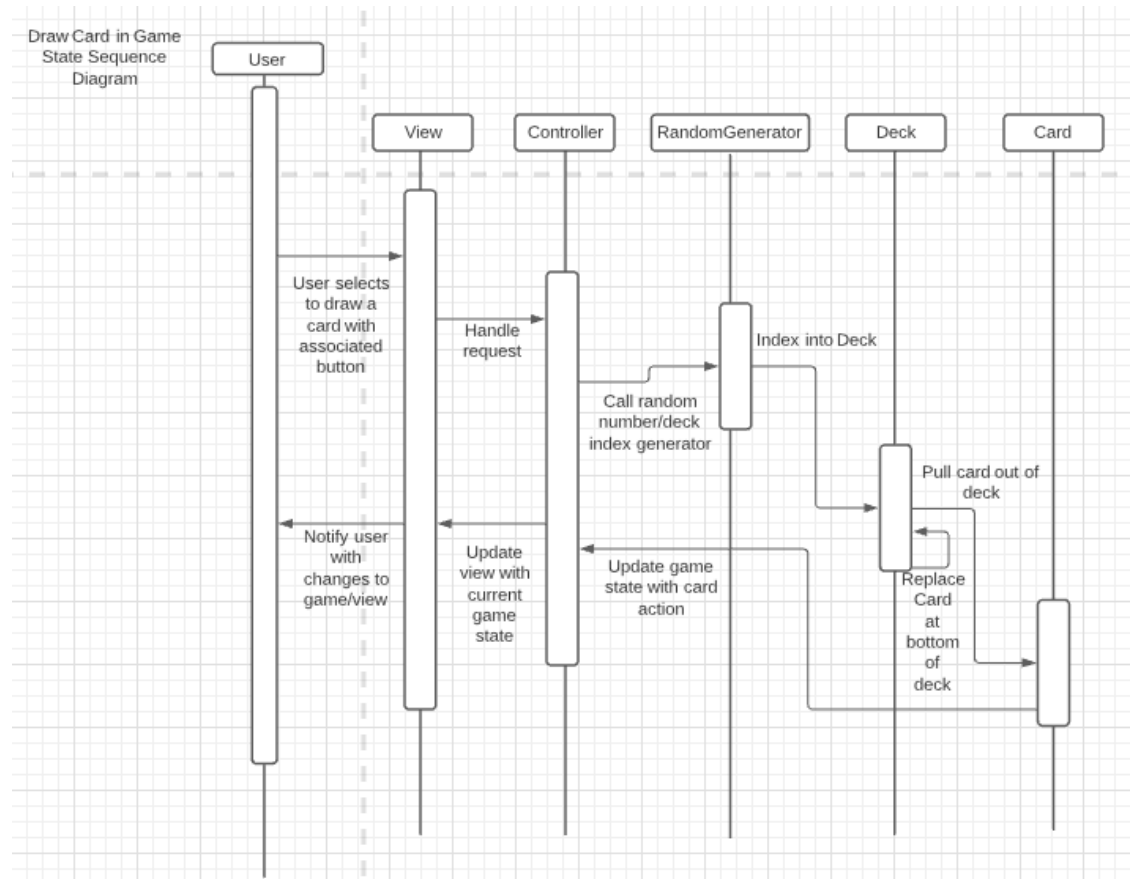 Draw Card in Game
State Sequence
Diagram
User
View
Controller
RandomGenerator
Deck
Card
User selects
to draw a
card with
associated
button
Handle
request
Call random
number/deck
index generator
Index into Deck
Pull card out of
deck
Replace
Card
at
bottom
of
deck
Update game
state with card
action
Update
view with
current
game
state
Notify user
with
changes to
game/view